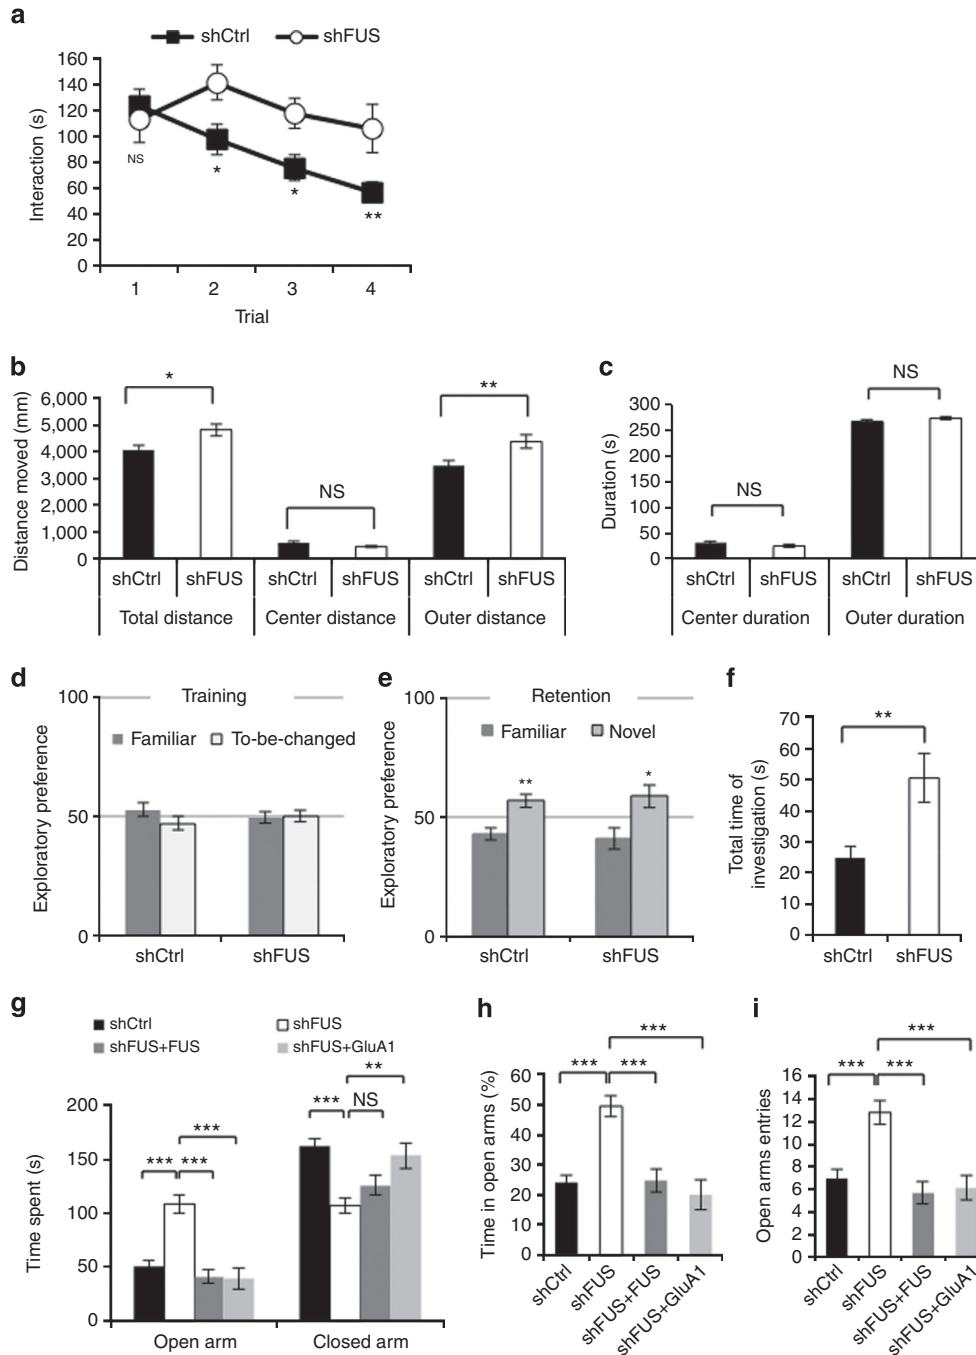 a
shCtrl shFUS
160
140
120
100
80
60
40
20
0
Interaction (s)
NS
*
*
**
1 2 3 4
Trial
b
Distance moved (mm)
6,000
5,000
4,000
3,000
2,000
1,000
0
*
NS
**
shCtrl shFUS shCtrl shFUS shCtrl shFUS
Total distance Center distance Outer distance
c
Duration (s)
300
250
200
150
100
50
0
NS
NS
shCtrl shFUS shCtrl shFUS
Center duration Outer duration
d
Exploratory preference
100
50
0
Training
Familiar To-be-changed
shCtrl shFUS
e
Exploratory preference
100
50
0
Retention
Familiar Novel
** *
shCtrl shFUS
f
Total time of
investigation (s)
70
60
50
40
30
20
10
0
**
shCtrl shFUS
g
shCtrl shFUS
shFUS+FUS shFUS+GluA1
Time spent (s)
200
150
100
50
0
***
*** ***
**
*** NS
Open arm Closed arm
h
Time in open arms (%)
60
50
40
30
20
10
0
***
*** ***
shCtrl
shFUS
shFUS+FUS
shFUS+GluA1
i
Open arms entries
16
14
12
10
8
6
4
2
0
***
*** ***
shCtrl
shFUS
shFUS+FUS
shFUS+GluA1